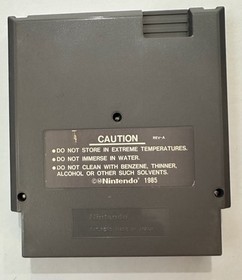 CAUTION
REV-A
• DO NOT STORE IN EXTREME TEMPERATURES.
• DO NOT IMMERSE IN WATER.
• DO NOT CLEAN WITH BENZENE, THINNER,
ALCOHOL OR OTHER SUCH SOLVENTS.
©Nintendo® 1985
Nintendo